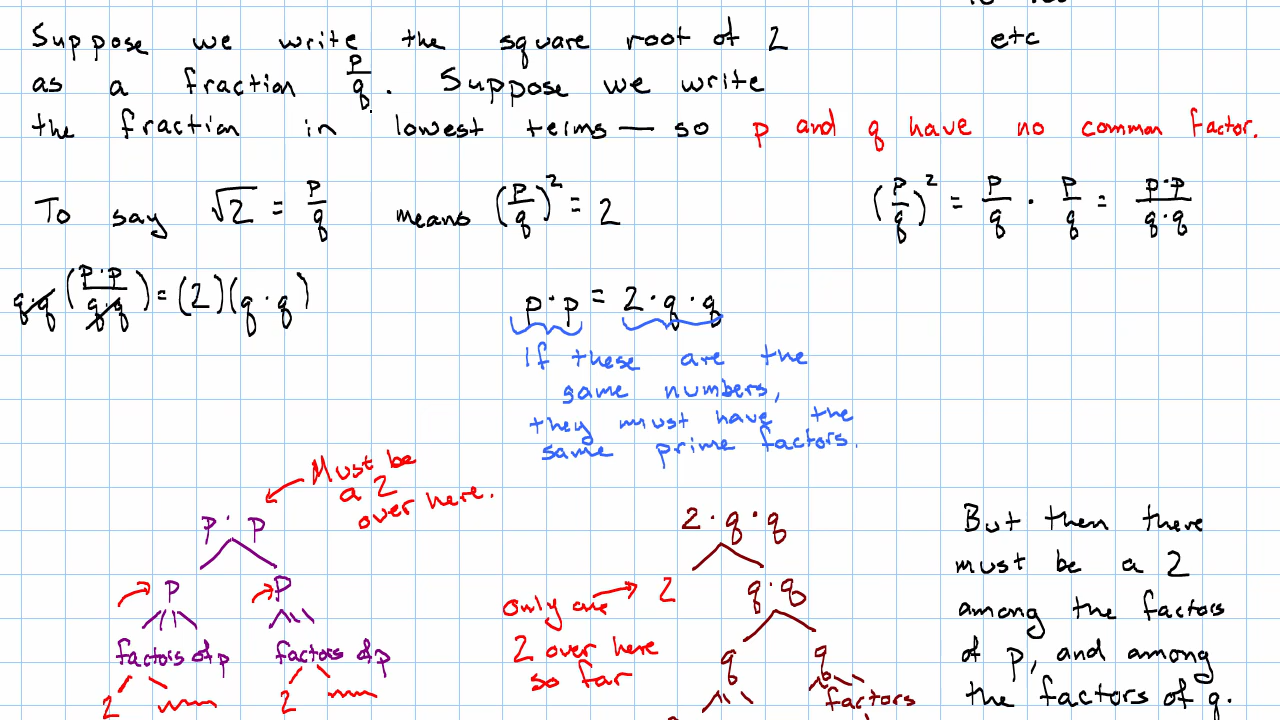 Suppose we write the square root of 2
as a fraction p/q. Suppose we write
the fraction in lowest terms — so p and q have no common factor.
etc
To say √2 = p/q means (p/q)² = 2
(p/q)² = p/q · p/q = p·p/q·q
q·q (p·p/q·q) = (2)(q·q)
p·p = 2·q·q
If these are the
same numbers,
they must have the
same prime factors.
Must be
a 2
over here.
p·p
p p
factors of p factors of p
2 2
2·q·q
2 q·q
Only one
2 over here
so far
q q
factors
But then there
must be a 2
among the factors
of p, and among
the factors of q.